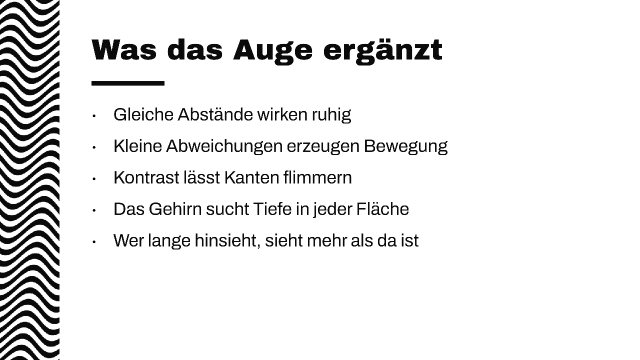 Was das Auge ergänzt
· Gleiche Abstände wirken ruhig
· Kleine Abweichungen erzeugen Bewegung
· Kontrast lässt Kanten flimmern
· Das Gehirn sucht Tiefe in jeder Fläche
· Wer lange hinsieht, sieht mehr als da ist